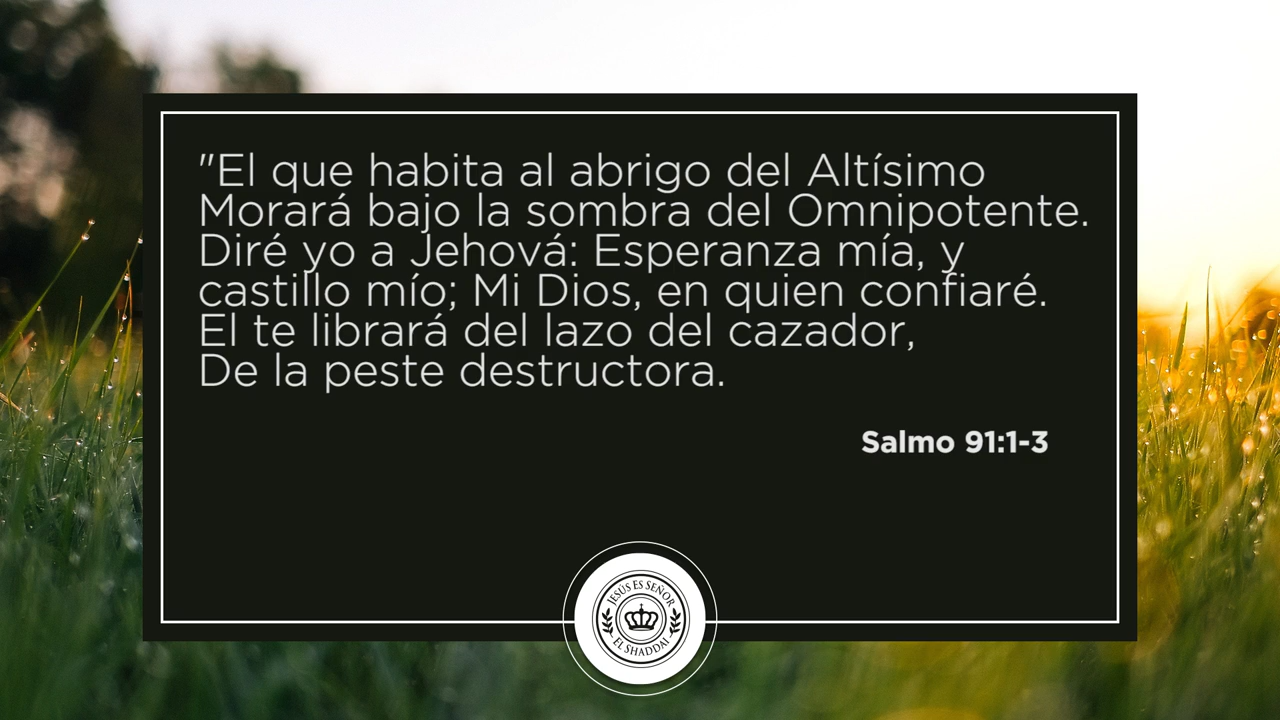 "El que habita al abrigo del Altísimo
Morará bajo la sombra del Omnipotente.
Diré yo a Jehová: Esperanza mía, y
castillo mío; Mi Dios, en quien confiaré.
El te librará del lazo del cazador,
De la peste destructora.
Salmo 91:1-3
JESÚS ES SEÑOR
EL SHADDAI